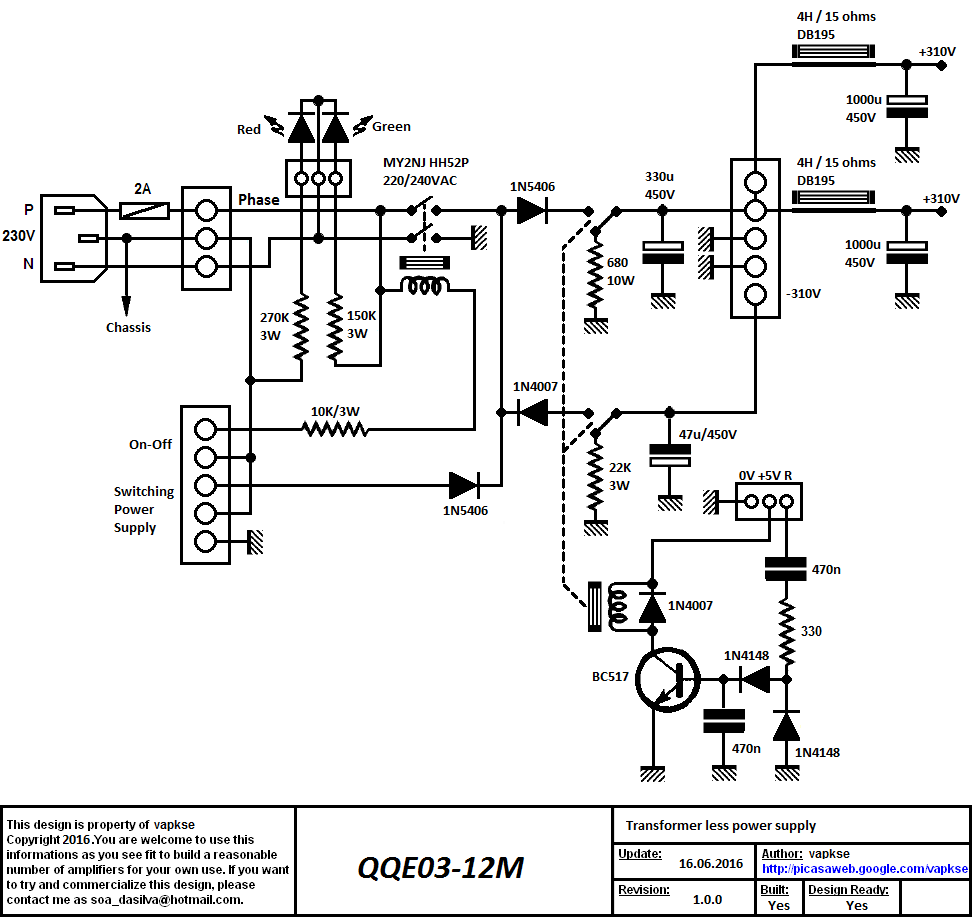 4H / 15 ohms
DB195
+310V
1000u
450V
Red
Green
MY2NJ HH52P
220/240VAC
1N5406
330u
450V
4H / 15 ohms
DB195
+310V
1000u
450V
P
230V
N
2A
Phase
680
10W
-310V
Chassis
270K
3W
150K
3W
1N4007
10K/3W
47u/450V
On-Off
Switching
Power
Supply
1N5406
22K
3W
0V +5V R
470n
1N4007
330
BC517
1N4148
470n
1N4148
This design is property of vapkse
Copyright 2016.You are welcome to use this
informations as you see fit to build a reasonable
number of amplifiers for your own use. If you want
to try and commercialize this design, please
contact me as soa_dasilva@hotmail.com.
QQE03-12M
Transformer less power supply
Update: 16.06.2016
Author: vapkse
http://picasaweb.google.com/vapkse
Revision: 1.0.0
Built: Yes
Design Ready: Yes